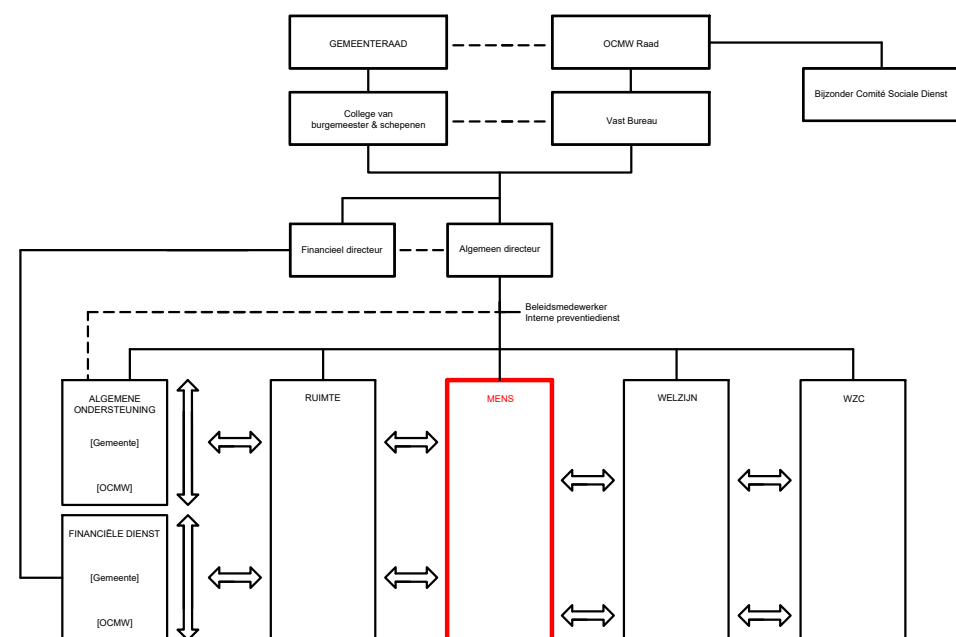 GEMEENTERAAD
OCMW Raad
Bijzonder Comité Sociale Dienst
College van
burgemeester & schepenen
Vast Bureau
Financieel directeur
Algemeen directeur
Beleidsmedewerker
Interne preventiedienst
ALGEMENE
ONDERSTEUNING
[Gemeente]
[OCMW]
RUIMTE
MENS
WELZIJN
WZC
FINANCIËLE DIENST
[Gemeente]
[OCMW]